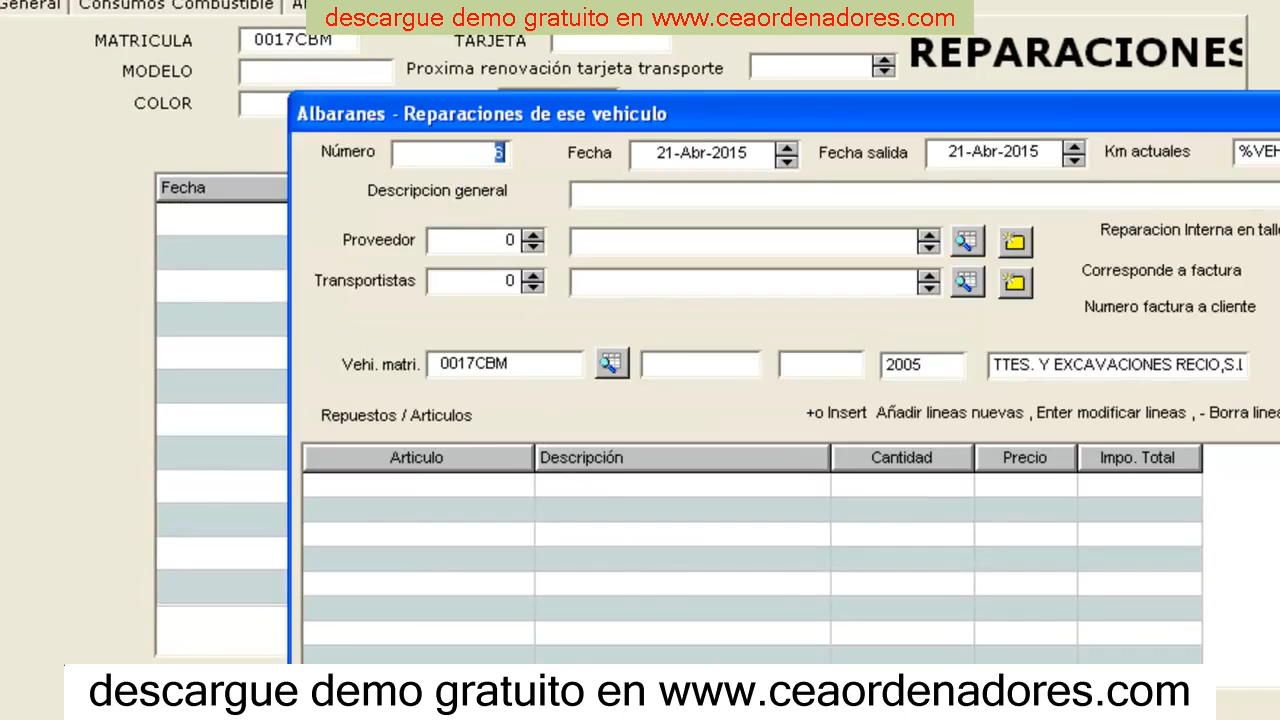 General Consumos Combustible
descargue demo gratuito en www.ceaordenadores.com
MATRICULA 0017CBM TARJETA
REPARACIONES
MODELO Proxima renovación tarjeta transporte
COLOR
Albaranes - Reparaciones de ese vehiculo
Número 6 Fecha 21-Abr-2015 Fecha salida 21-Abr-2015 Km actuales %VEH
Fecha
Descripcion general
Proveedor 0 Reparacion Interna en talle
Transportistas 0 Corresponde a factura
Numero factura a cliente
Vehi. matri. 0017CBM 2005 TTES. Y EXCAVACIONES RECIO,S.L
Repuestos / Articulos +o Insert Añadir lineas nuevas , Enter modificar lineas , - Borra linea
Articulo Descripción Cantidad Precio Impo. Total
descargue demo gratuito en www.ceaordenadores.com